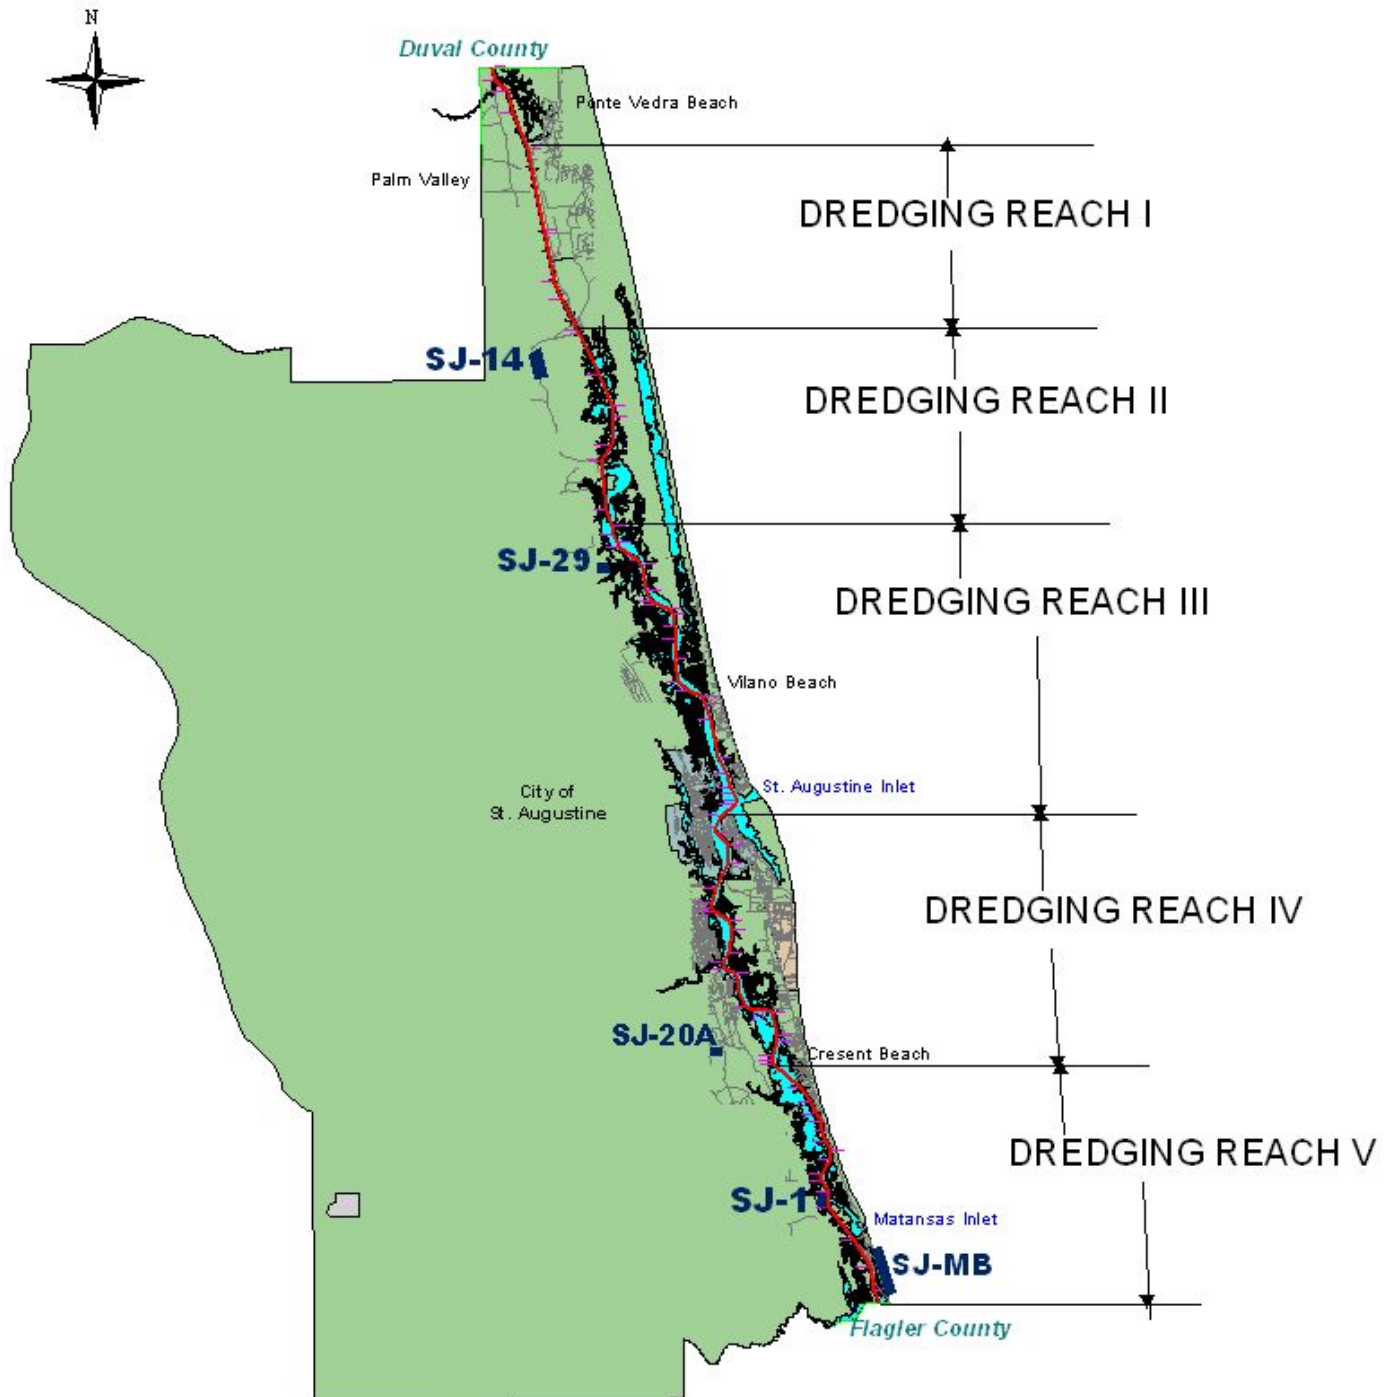 N
Duval County
Ponte Vedra Beach
Palm Valley
DREDGING REACH I
SJ-14
DREDGING REACH II
SJ-29
DREDGING REACH III
Vilano Beach
City of
St. Augustine
St. Augustine Inlet
DREDGING REACH IV
SJ-20A
Cresent Beach
DREDGING REACH V
SJ-1
Matansas Inlet
SJ-MB
Flagler County